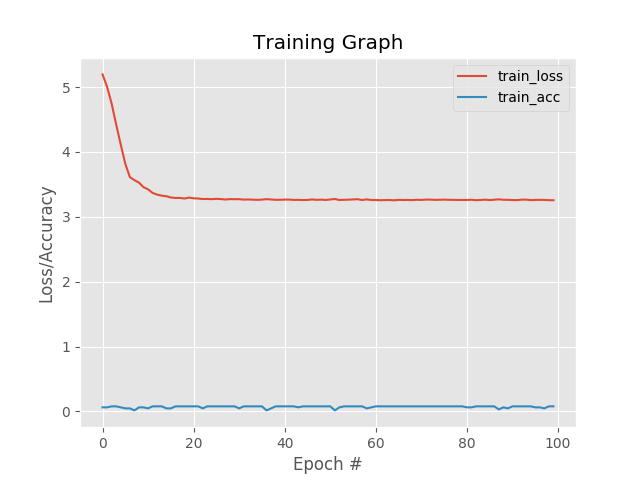 Training Graph
train_loss
train_acc
Loss/Accuracy
5
4
3
2
1
0
0 20 40 60 80 100
Epoch #